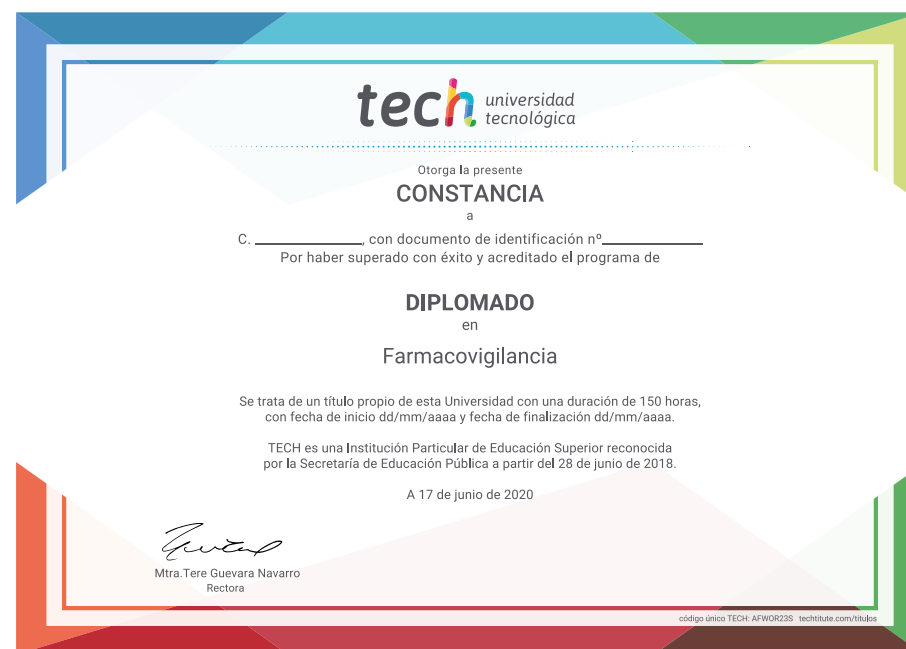 tech universidad
tecnológica
Otorga la presente
CONSTANCIA
a
C. ____________, con documento de identificación nº____________
Por haber superado con éxito y acreditado el programa de
DIPLOMADO
en
Farmacovigilancia
Se trata de un título propio de esta Universidad con una duración de 150 horas,
con fecha de inicio dd/mm/aaaa y fecha de finalización dd/mm/aaaa.
TECH es una Institución Particular de Educación Superior reconocida
por la Secretaría de Educación Pública a partir del 28 de junio de 2018.
A 17 de junio de 2020
Mtra.Tere Guevara Navarro
Rectora
código único TECH: AFWOR23S techtitute.com/titulos